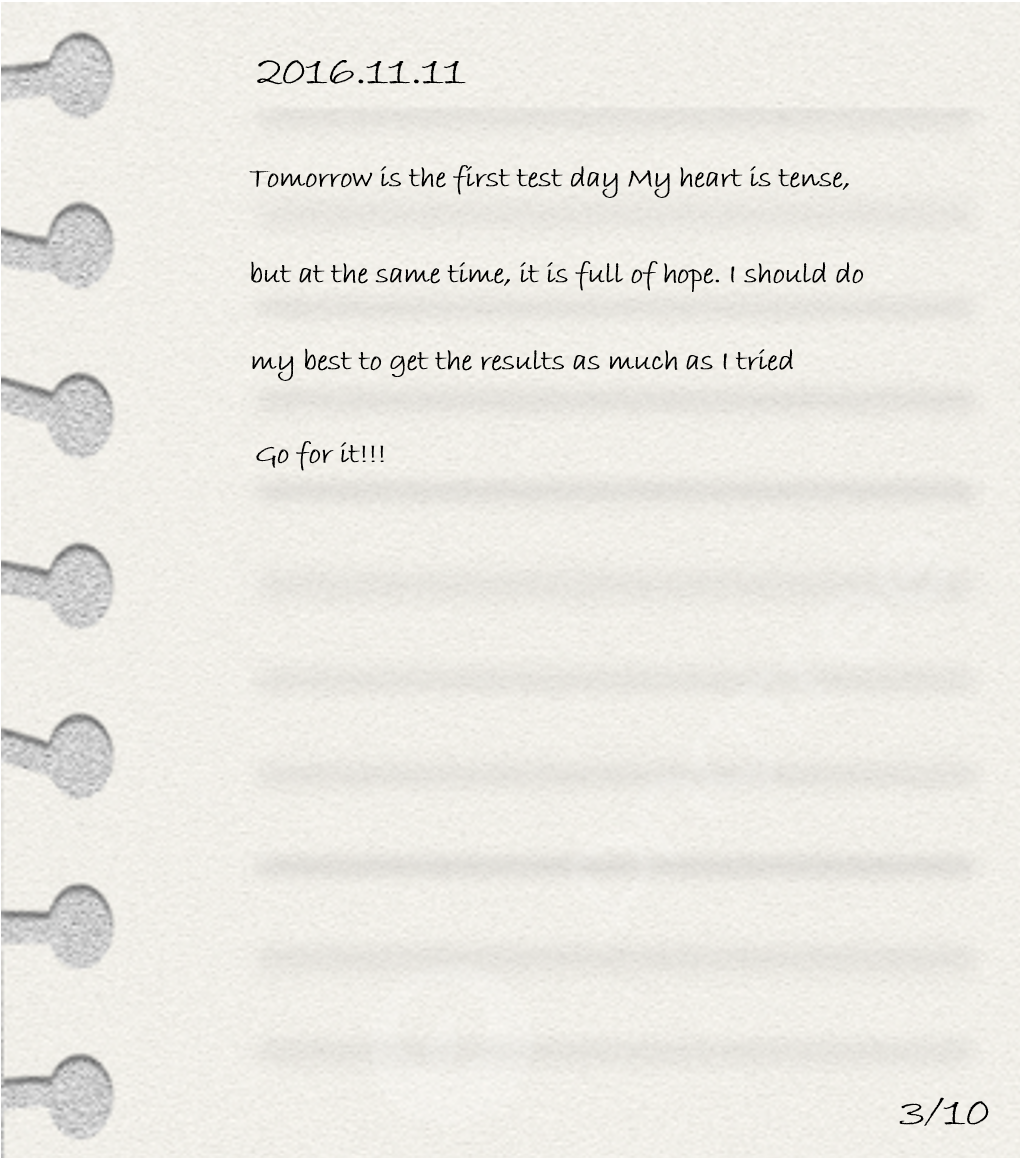 2016.11.11
Tomorrow is the first test day My heart is tense,
but at the same time, it is full of hope. I should do
my best to get the results as much as I tried
Go for it!!!
3/10